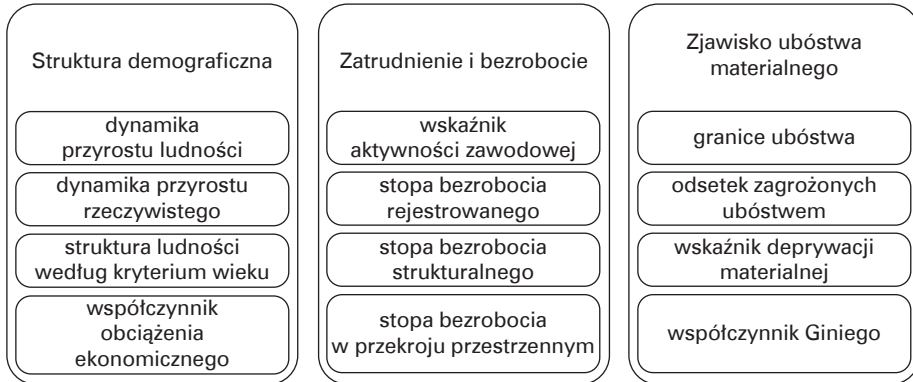 Struktura demograficzna
dynamika
przyrostu ludności
dynamika przyrostu
rzeczywistego
struktura ludności
według kryterium wieku
współczynnik
obciążenia
ekonomicznego
Zatrudnienie i bezrobocie
wskaźnik
aktywności zawodowej
stopa bezrobocia
rejestrowanego
stopa bezrobocia
strukturalnego
stopa bezrobocia
w przekroju przestrzennym
Zjawisko ubóstwa
materialnego
granice ubóstwa
odsetek zagrożonych
ubóstwem
wskaźnik deprywacji
materialnej
współczynnik Giniego